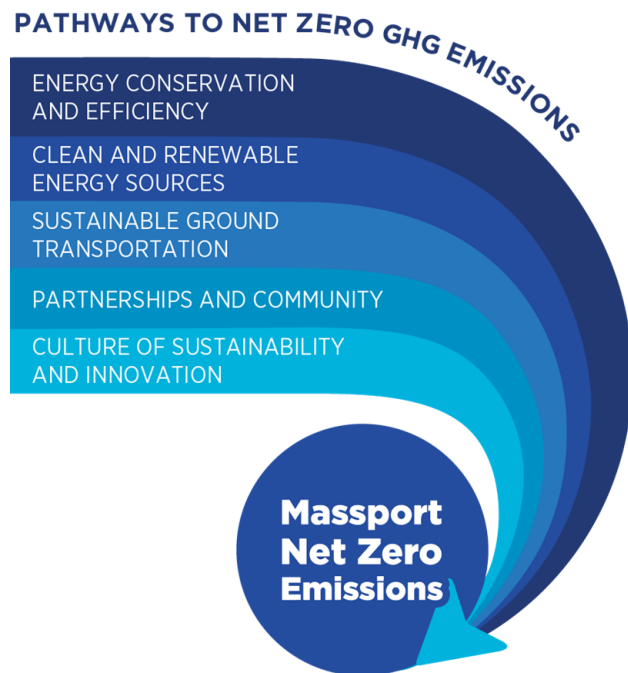 PATHWAYS TO NET ZERO GHG EMISSIONS
ENERGY CONSERVATION
AND EFFICIENCY
CLEAN AND RENEWABLE
ENERGY SOURCES
SUSTAINABLE GROUND
TRANSPORTATION
PARTNERSHIPS AND COMMUNITY
CULTURE OF SUSTAINABILITY
AND INNOVATION
Massport
Net Zero
Emissions